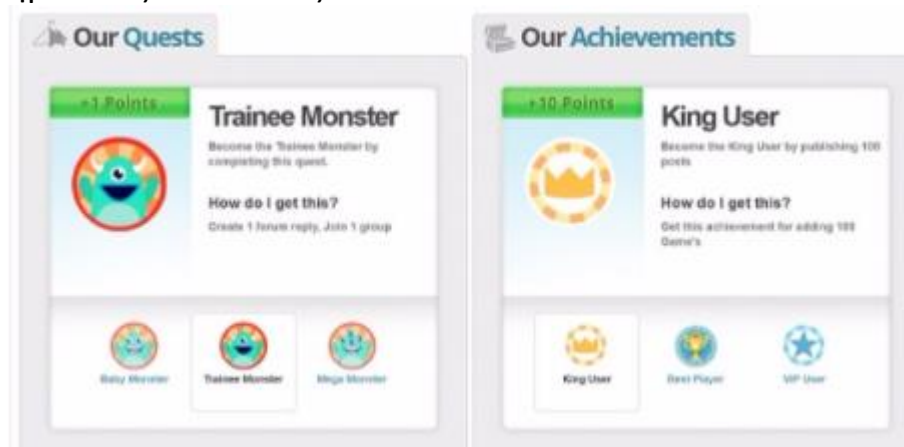 Our Quests
+1 Points
Trainee Monster
Become the Trainee Monster by
completing this quest.
How do I get this?
Create 1 forum reply, Join 1 group
Baby Monster
Trainee Monster
Mega Monster
Our Achievements
+10 Points
King User
Become the King User by publishing 100
posts
How do I get this?
Get this achievement for adding 100
Game's
King User
Best Player
VIP User